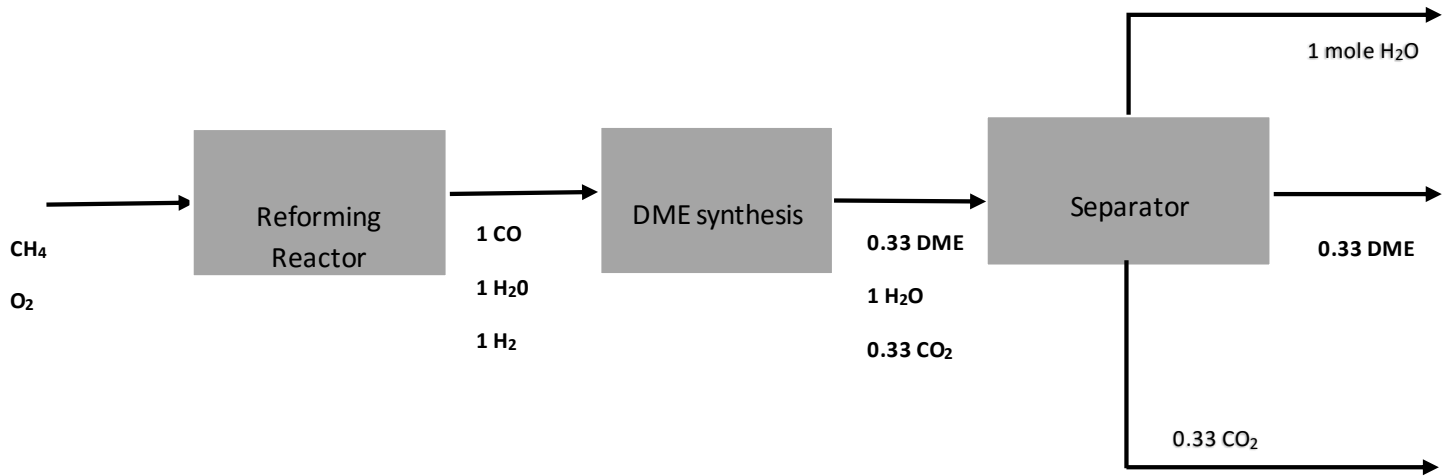 1 mole H₂O
Reforming
Reactor
DME synthesis
Separator
CH₄
O₂
1 CO
1 H₂0
1 H₂
0.33 DME
1 H₂O
0.33 CO₂
0.33 DME
0.33 CO₂